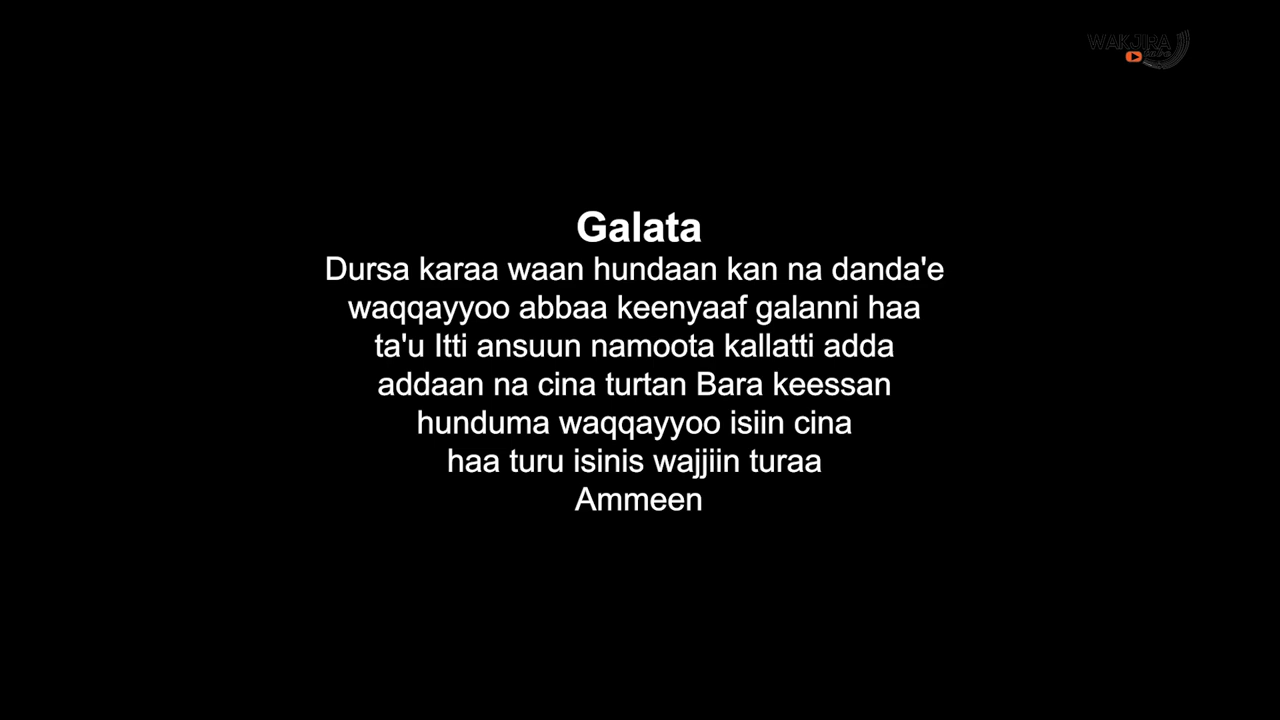 WAKJIRA
Galata
Dursa karaa waan hundaan kan na danda'e
waqqayyoo abbaa keenyaaf galanni haa
ta'u Itti ansuun namoota kallatti adda
addaan na cina turtan Bara keessan
hunduma waqqayyoo isiin cina
haa turu isinis wajjiin turaa
Ammeen